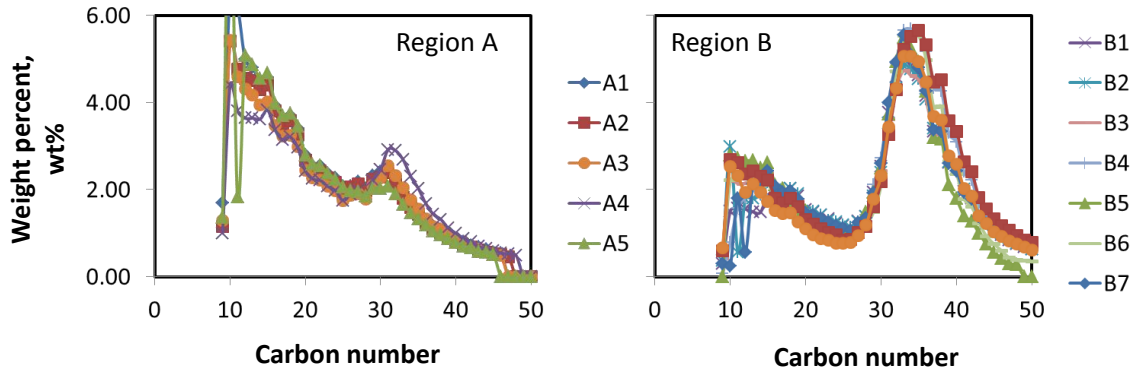 Weight percent,
wt%
6.00
4.00
2.00
0.00
Region A
0 10 20 30 40 50
Carbon number
A1
A2
A3
A4
A5
Region B
0 10 20 30 40 50
Carbon number
B1
B2
B3
B4
B5
B6
B7